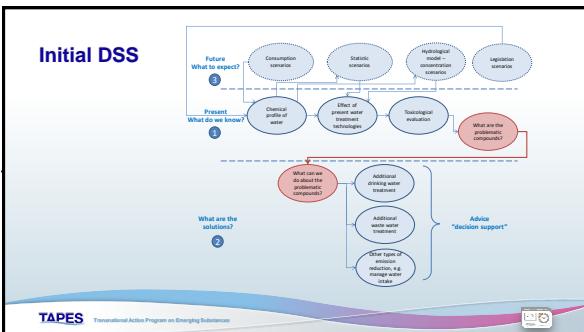 Initial DSS
Future
What to expect?
3
Consumption
scenarios
Statistic
scenarios
Hydrological
model –
concentration
scenarios
Legislation
scenarios
Present
What do we know?
1
Chemical
profile of
water
Effect of
present water
treatment
technologies
Toxicological
evaluation
What are the
problematic
compounds?
What can we
do about the
problematic
compounds?
Additional
drinking water
treatment
What are the
solutions?
2
Additional
waste water
treatment
Advice
"decision support"
Other types of
emission
reduction, e.g.
manage water
intake
TAPES
Transnational Action Program on Emerging Substances